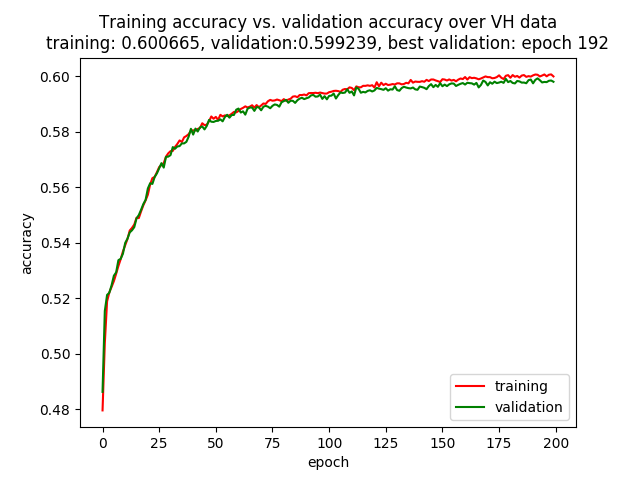 Training accuracy vs. validation accuracy over VH data
training: 0.600665, validation:0.599239, best validation: epoch 192
0.60
0.58
0.56
0.54
0.52
0.50
0.48
accuracy
training
validation
0 25 50 75 100 125 150 175 200
epoch